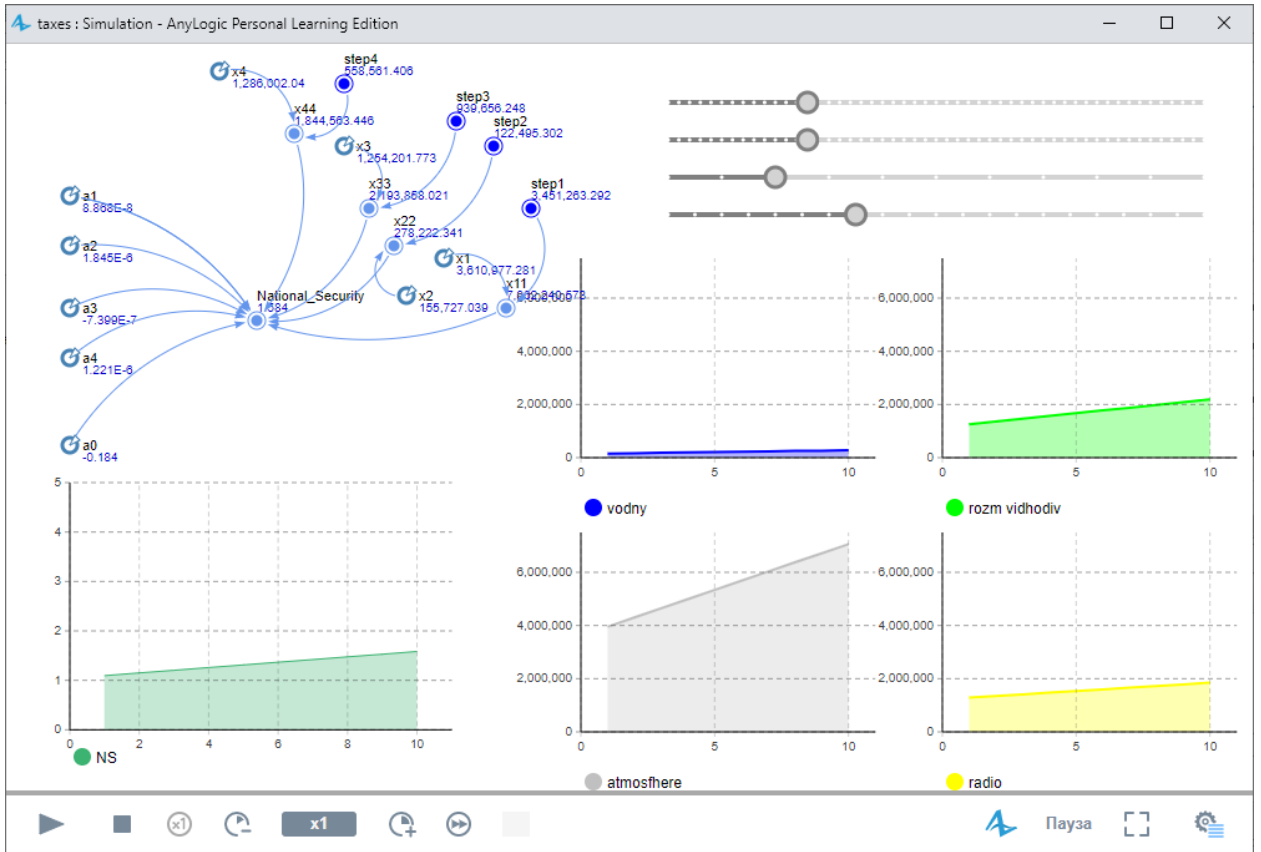 taxes : Simulation - AnyLogic Personal Learning Edition
x4
1,286,002.04
step4
558,561.406
x44
1,844,563.446
step3
939,656.248
step2
122,495.302
x3
1,254,201.773
x33
2,193,858.021
step1
3,451,263.292
x22
278,222.341
a1
8.868E-8
a2
1.845E-6
a3
-7.399E-7
a4
1.221E-6
a0
-0.184
National_Security
1.584
x1
3,610,977.281
x2
155,727.039
x11
4,000,000
2,000,000
0
0 5 10
vodny
6,000,000
4,000,000
2,000,000
0
0 5 10
rozm vidhodiv
5
4
3
2
1
0
0 2 4 6 8 10
NS
6,000,000
4,000,000
2,000,000
0
0 5 10
atmosfhere
6,000,000
4,000,000
2,000,000
0
0 5 10
radio
x1
x1
Пауза